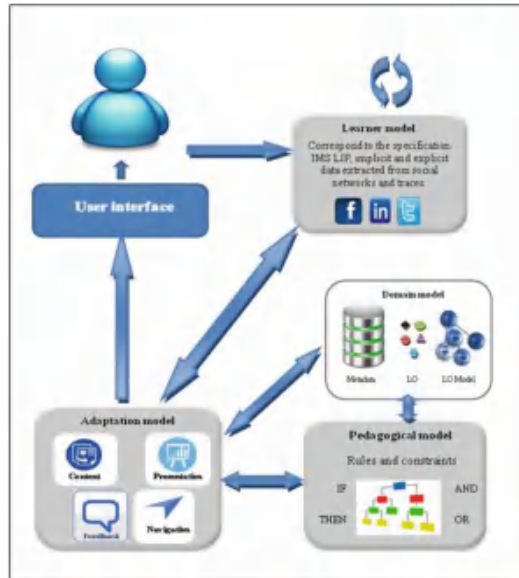 Learner model
Correspond to the specification
IMS LIP, implicit and explicit
data extracted from social
networks and traces
f in t
User interface
Domain model
Metadata LO LO Model
Adaptation model
Content Presentation
Feedback Navigation
Pedagogical model
Rules and constraints
IF AND
THEN OR